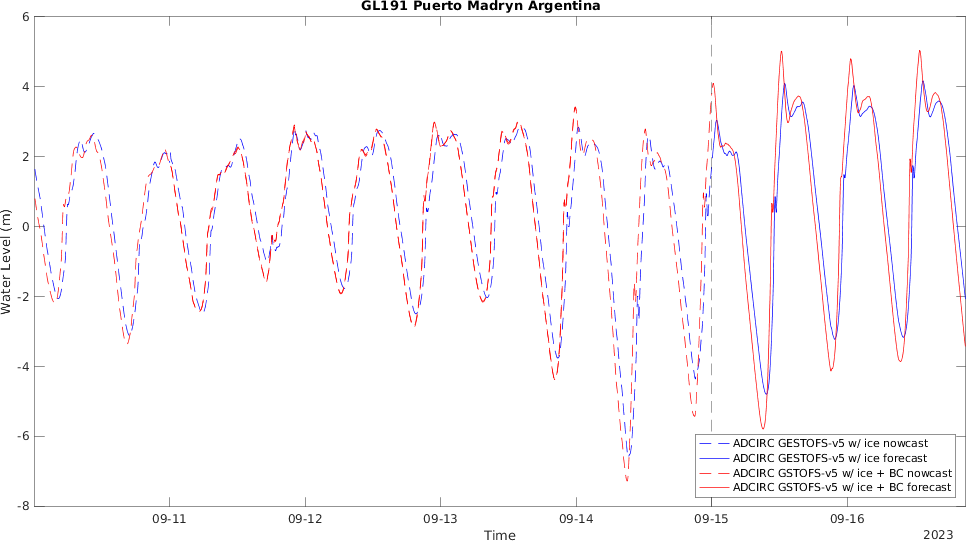 GL191 Puerto Madryn Argentina
6
4
2
0
-2
-4
-6
-8
Water Level (m)
ADCIRC GESTOFS-v5 w/ ice nowcast
ADCIRC GESTOFS-v5 w/ ice forecast
ADCIRC GSTOFS-v5 w/ ice + BC nowcast
ADCIRC GSTOFS-v5 w/ ice + BC forecast
09-11
09-12
09-13
09-14
09-15
09-16
Time
2023